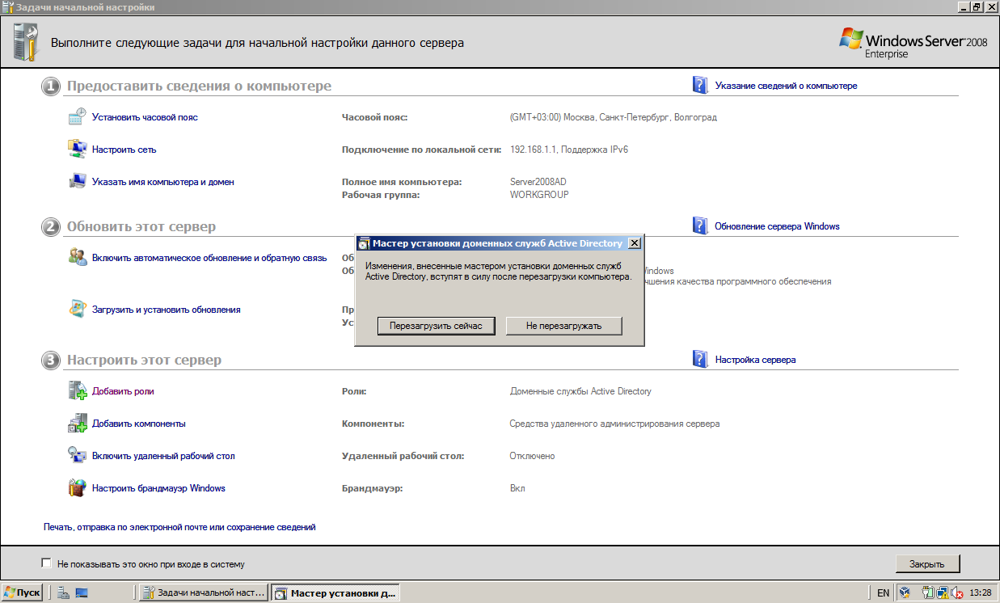 Задачи начальной настройки
Выполните следующие задачи для начальной настройки данного сервера
Windows Server 2008
Enterprise
1 Предоставить сведения о компьютере
Указание сведений о компьютере
Установить часовой пояс
Часовой пояс:
(GMT+03:00) Москва, Санкт-Петербург, Волгоград
Настроить сеть
Подключение по локальной сети:
192.168.1.1, Поддержка IPv6
Указать имя компьютера и домен
Полное имя компьютера:
Server2008AD
Рабочая группа:
WORKGROUP
2 Обновить этот сервер
Обновление сервера Windows
Включить автоматическое обновление и обратную связь
Об
Об
Windows
чшения качества программного обеспечения
Загрузить и установить обновления
Пр
Ус
Мастер установки доменных служб Active Directory
Изменения, внесенные мастером установки доменных служб
Active Directory, вступят в силу после перезагрузки компьютера.
Перезагрузить сейчас
Не перезагружать
3 Настроить этот сервер
Настройка сервера
Добавить роли
Роли:
Доменные службы Active Directory
Добавить компоненты
Компоненты:
Средства удаленного администрирования сервера
Включить удаленный рабочий стол
Удаленный рабочий стол:
Отключено
Настроить брандмауэр Windows
Брандмауэр:
Вкл
Печать, отправка по электронной почте или сохранение сведений
Не показывать это окно при входе в систему
Закрыть
Пуск
Задачи начальной наст...
Мастер установки д...
EN
13:28